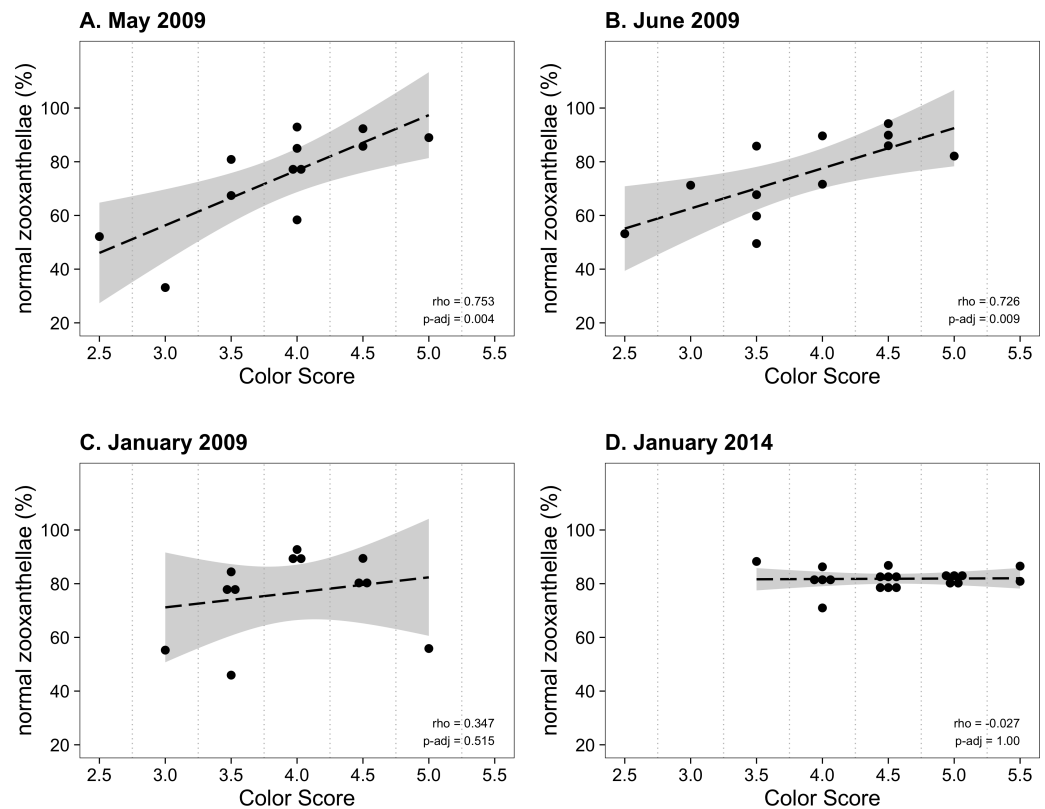 A. May 2009
normal zooxanthellae (%)
100
80
60
40
20
rho = 0.753
p-adj = 0.004
2.5 3.0 3.5 4.0 4.5 5.0 5.5
Color Score
B. June 2009
normal zooxanthellae (%)
100
80
60
40
20
rho = 0.726
p-adj = 0.009
2.5 3.0 3.5 4.0 4.5 5.0 5.5
Color Score
C. January 2009
normal zooxanthellae (%)
100
80
60
40
20
rho = 0.347
p-adj = 0.515
2.5 3.0 3.5 4.0 4.5 5.0 5.5
Color Score
D. January 2014
normal zooxanthellae (%)
100
80
60
40
20
rho = -0.027
p-adj = 1.00
2.5 3.0 3.5 4.0 4.5 5.0 5.5
Color Score